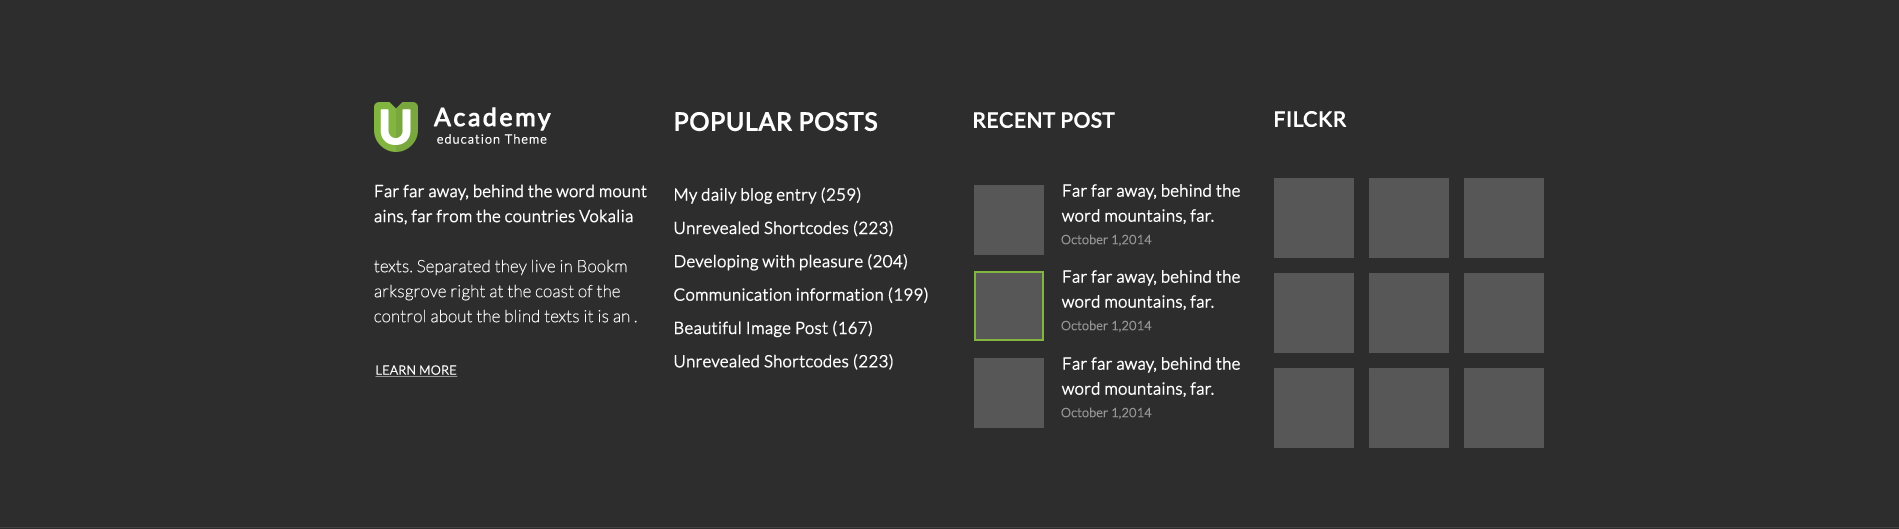 U
Academy
education Theme
Far far away, behind the word mount
ains, far from the countries Vokalia
texts. Separated they live in Bookm
arksgrove right at the coast of the
control about the blind texts it is an .
LEARN MORE
POPULAR POSTS
My daily blog entry (259)
Unrevealed Shortcodes (223)
Developing with pleasure (204)
Communication information (199)
Beautiful Image Post (167)
Unrevealed Shortcodes (223)
RECENT POST
Far far away, behind the
word mountains, far.
October 1,2014
Far far away, behind the
word mountains, far.
October 1,2014
Far far away, behind the
word mountains, far.
October 1,2014
FILCKR